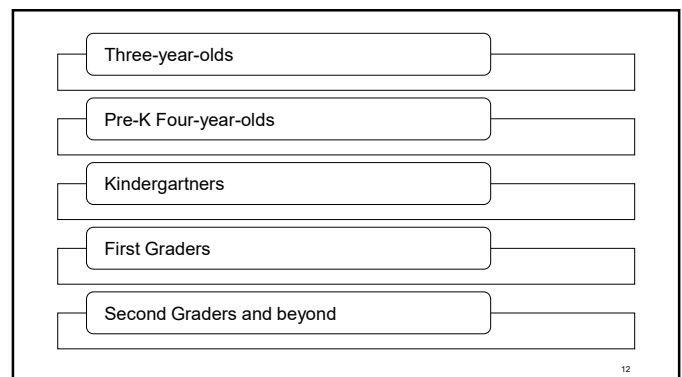 Three-year-olds
Pre-K Four-year-olds
Kindergartners
First Graders
Second Graders and beyond
12